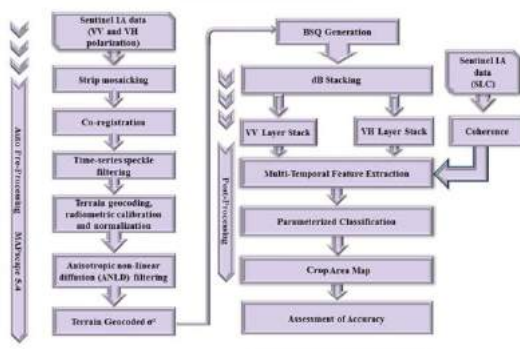 Sentinel 1A data
(VV and VH
polarization)
Strip mosaicking
Co-registration
Time-series speckle
filtering
Terrain geocoding,
radiometric calibration
and normalization
Anisotropic non-linear
diffusion (ANLD) filtering
Terrain Geocoded σ°
Auto Pre-Processing MAPscape 5.4
BSQ Generation
dB Stacking
VV Layer Stack
VH Layer Stack
Sentinel 1A
data
(SLC)
Coherence
Multi-Temporal Feature Extraction
Parameterized Classification
Crop Area Map
Assessment of Accuracy
Post-Processing